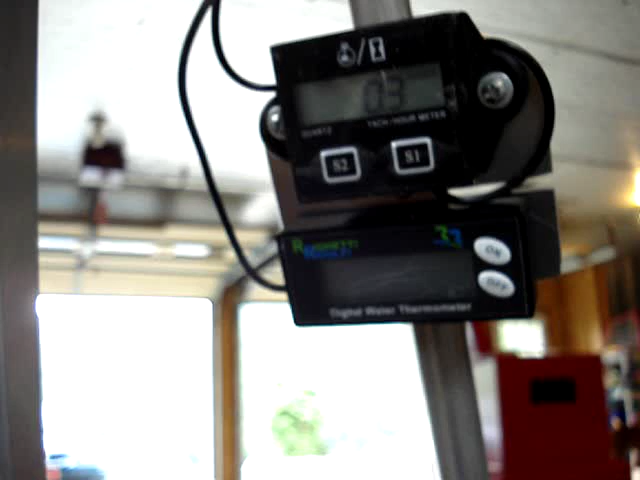 03
QUARTZ TACH/HOUR METER
S2 S1
37
ON
OFF
Digital Water Thermometer